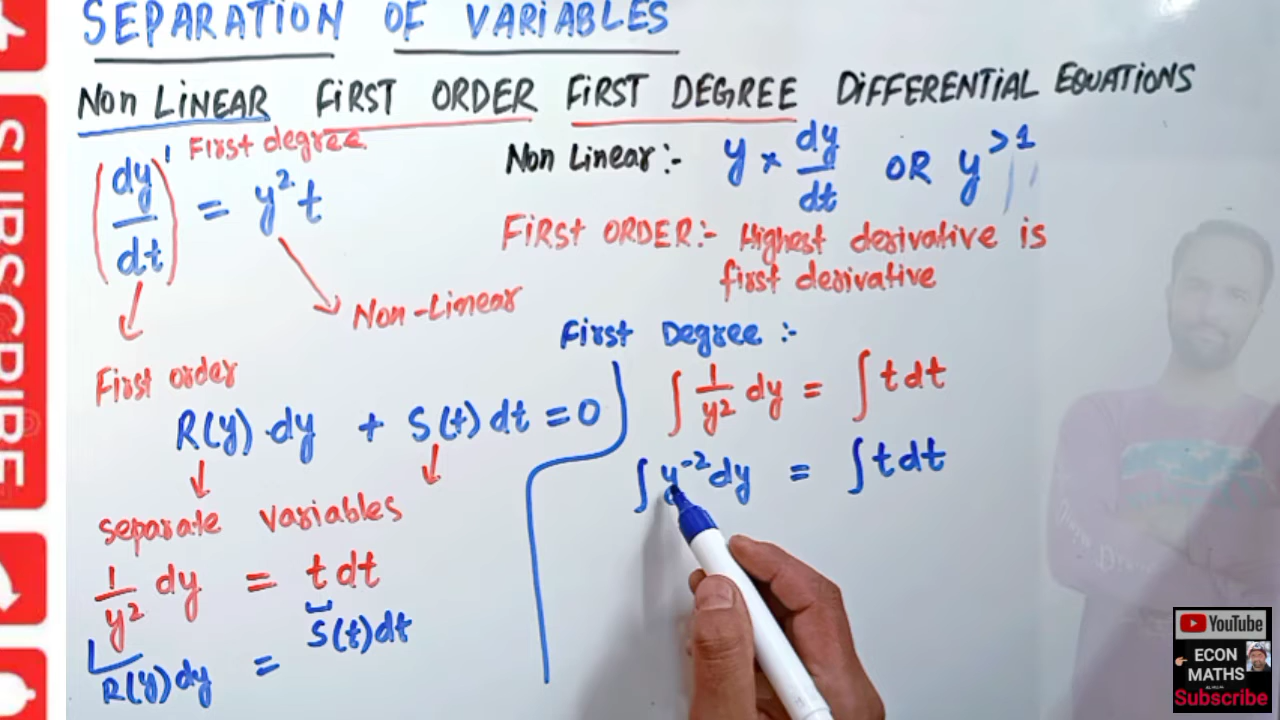 SEPARATION OF VARIABLES
Non LINEAR FIRST ORDER FIRST DEGREE DIFFERENTIAL EQUATIONS
(dy/dt)¹ = y²t
First degree
Non-Linear
First order
R(y).dy + S(t)dt = 0
separate variables
1/y² dy = t dt
R(y)dy = S(t)dt
Non Linear:- y × dy/dt OR y^>1
FIRST ORDER:- Highest derivative is
first derivative
First Degree :-
∫ 1/y² dy = ∫ t dt
∫ y⁻² dy = ∫ t dt
SUBSCRIBE
YouTube
ECON
MATHS
Subscribe